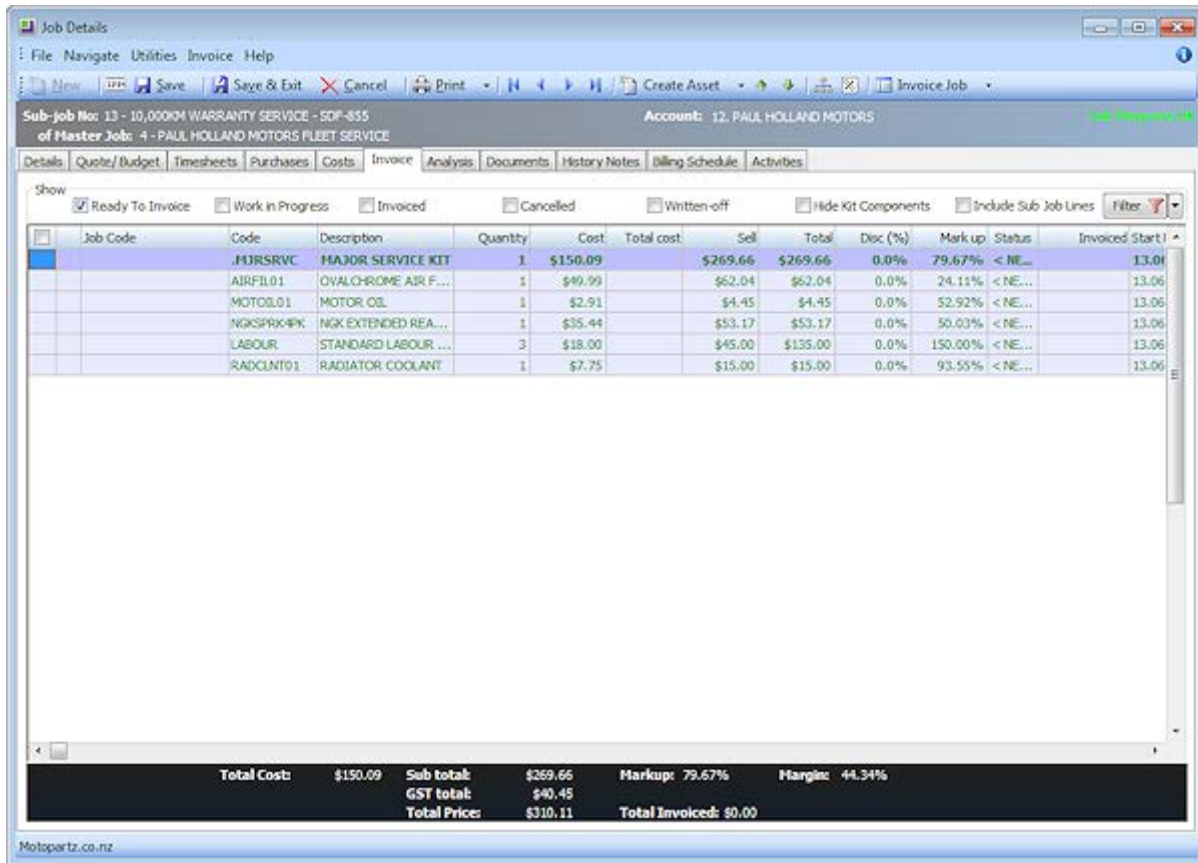 Job Details
File Navigate Utilities Invoice Help
New Save Save & Exit Cancel Print Create Asset Invoice Job
Sub-job No: 13 - 10,000KM WARRANTY SERVICE - SDF-855 Account: 12. PAUL HOLLAND MOTORS
of Master Job: 4 - PAUL HOLLAND MOTORS FLEET SERVICE
Details Quote/ Budget Timesheets Purchases Costs Invoice Analysis Documents History Notes Billing Schedule Activities
Show
Ready To Invoice Work in Progress Invoiced Cancelled Written-off Hide Kit Components Include Sub Job Lines Filter
Job Code Code Description Quantity Cost Total cost Sell Total Disc (%) Mark up Status Invoiced Start
.MJRSRVC MAJOR SERVICE KIT 1 $150.09 $269.66 $269.66 0.0% 79.67% < NE... 13.0
AIRFIL01 OVALCHROME AIR F... 1 $49.99 $62.04 $62.04 0.0% 24.11% < NE... 13.06
MOTOIL01 MOTOR OIL 1 $2.91 $4.45 $4.45 0.0% 52.92% < NE... 13.06
NGKSPRK4PK NGK EXTENDED REA... 1 $35.44 $53.17 $53.17 0.0% 50.03% < NE... 13.06
LABOUR STANDARD LABOUR ... 3 $18.00 $45.00 $135.00 0.0% 150.00% < NE... 13.06
RADCLNT01 RADIATOR COOLANT 1 $7.75 $15.00 $15.00 0.0% 93.55% < NE... 13.06
Total Cost: $150.09 Sub total: $269.66 Markup: 79.67% Margin: 44.34%
GST total: $40.45
Total Price: $310.11 Total Invoiced: $0.00
Motopartz.co.nz